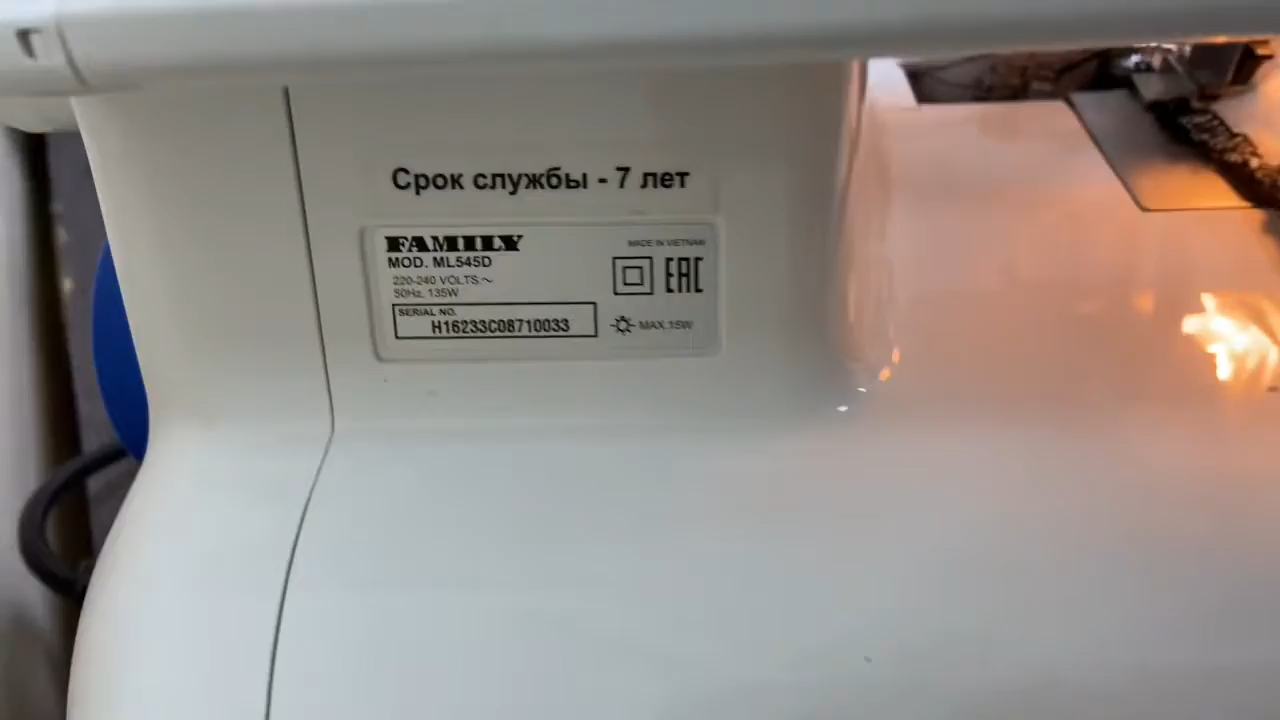 Срок службы - 7 лет
FAMILY
MADE IN VIETNAM
MOD. ML545D
220-240 VOLTS ~
50Hz, 135W
EAC
SERIAL NO.
H16233C08710033
MAX.15W